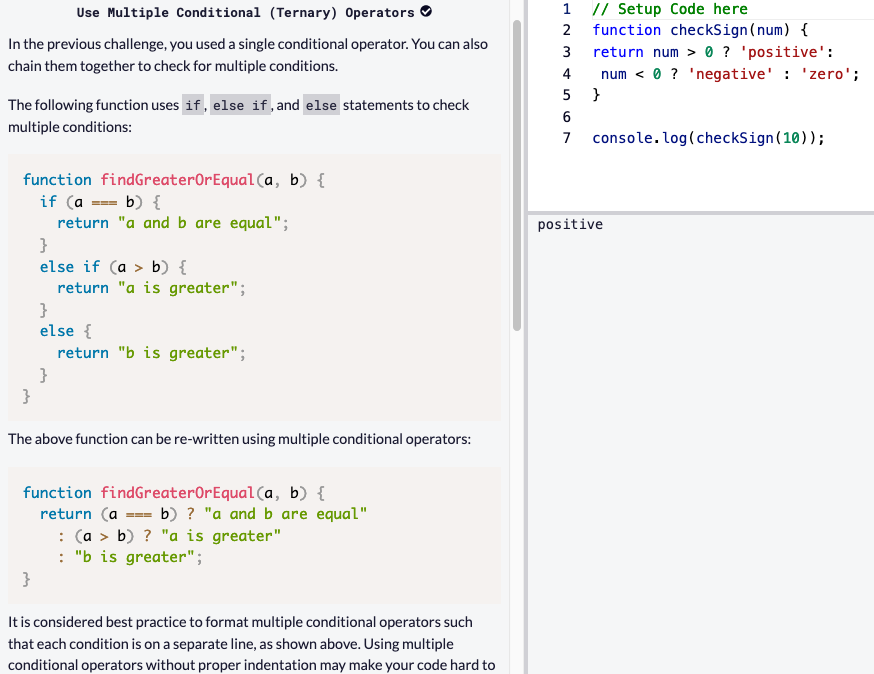 Use Multiple Conditional (Ternary) Operators
In the previous challenge, you used a single conditional operator. You can also
chain them together to check for multiple conditions.
The following function uses if, else if, and else statements to check
multiple conditions:
function findGreaterOrEqual(a, b) {
  if (a === b) {
    return "a and b are equal";
  }
  else if (a > b) {
    return "a is greater";
  }
  else {
    return "b is greater";
  }
}
The above function can be re-written using multiple conditional operators:
function findGreaterOrEqual(a, b) {
  return (a === b) ? "a and b are equal"
    : (a > b) ? "a is greater"
    : "b is greater";
}
It is considered best practice to format multiple conditional operators such
that each condition is on a separate line, as shown above. Using multiple
conditional operators without proper indentation may make your code hard to
1 // Setup Code here
2 function checkSign(num) {
3 return num > 0 ? 'positive':
4  num < 0 ? 'negative' : 'zero';
5 }
6
7 console.log(checkSign(10));
positive